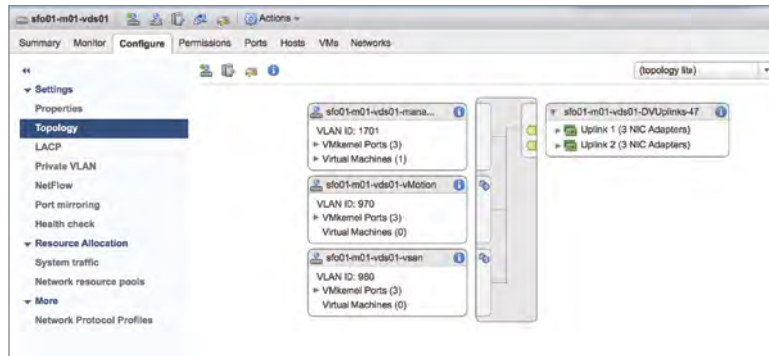 sfo01-m01-vds01 Actions
Summary Monitor Configure Permissions Ports Hosts VMs Networks
(topology lite)
Settings
Properties
Topology
LACP
Private VLAN
NetFlow
Port mirroring
Health check
Resource Allocation
System traffic
Network resource pools
More
Network Protocol Profiles
sfo01-m01-vds01-mana...
VLAN ID: 1701
VMkernel Ports (3)
Virtual Machines (1)
sfo01-m01-vds01-vMotion
VLAN ID: 970
VMkernel Ports (3)
Virtual Machines (0)
sfo01-m01-vds01-vsan
VLAN ID: 980
VMkernel Ports (3)
Virtual Machines (0)
sfo01-m01-vds01-DVUplinks-47
Uplink 1 (3 NIC Adapters)
Uplink 2 (3 NIC Adapters)